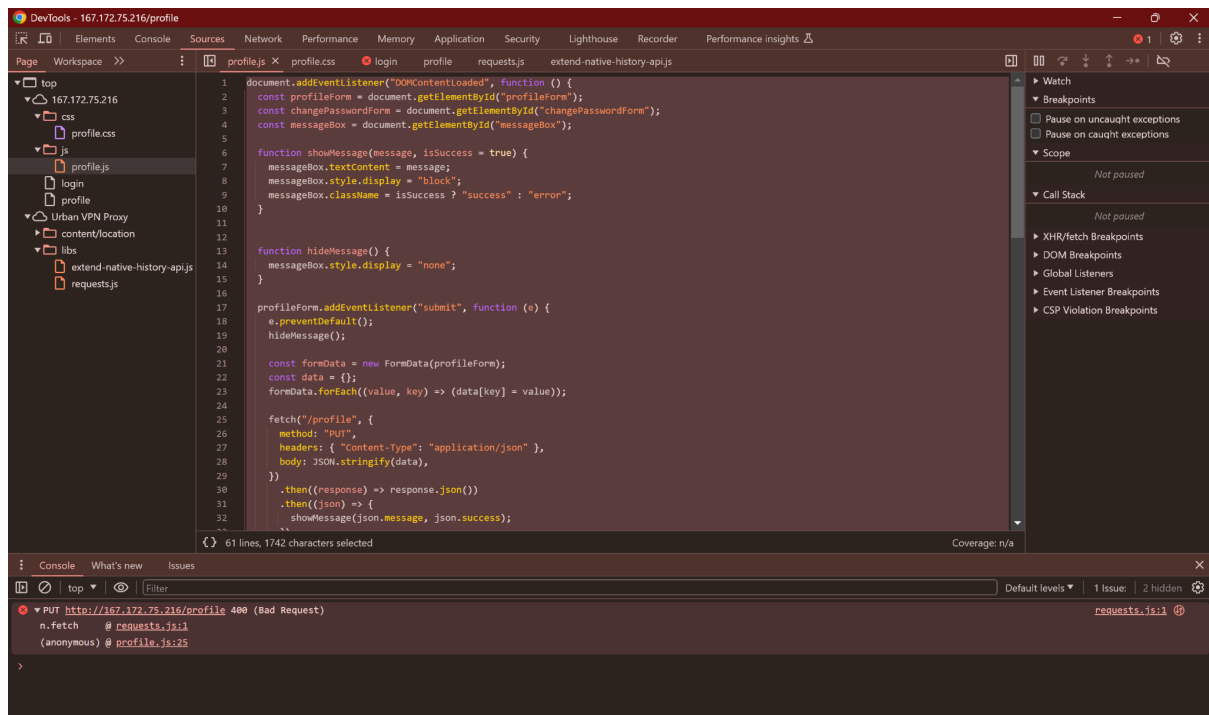 DevTools - 167.172.75.216/profile
Elements Console Sources Network Performance Memory Application Security Lighthouse Recorder Performance insights 1
Page Workspace >> profile.js × profile.css login profile requests.js extend-native-history-api.js
top
167.172.75.216
css
profile.css
js
profile.js
login
profile
Urban VPN Proxy
content/location
libs
extend-native-history-api.js
requests.js
1 document.addEventListener("DOMContentLoaded", function () {
2 const profileForm = document.getElementById("profileForm");
3 const changePasswordForm = document.getElementById("changePasswordForm");
4 const messageBox = document.getElementById("messageBox");
5
6 function showMessage(message, isSuccess = true) {
7 messageBox.textContent = message;
8 messageBox.style.display = "block";
9 messageBox.className = isSuccess ? "success" : "error";
10 }
11
12
13 function hideMessage() {
14 messageBox.style.display = "none";
15 }
16
17 profileForm.addEventListener("submit", function (e) {
18 e.preventDefault();
19 hideMessage();
20
21 const formData = new FormData(profileForm);
22 const data = {};
23 formData.forEach((value, key) => (data[key] = value));
24
25 fetch("/profile", {
26 method: "PUT",
27 headers: { "Content-Type": "application/json" },
28 body: JSON.stringify(data),
29 })
30 .then((response) => response.json())
31 .then((json) => {
32 showMessage(json.message, json.success);
{} 61 lines, 1742 characters selected Coverage: n/a
Watch
Breakpoints
Pause on uncaught exceptions
Pause on caught exceptions
Scope
Not paused
Call Stack
Not paused
XHR/fetch Breakpoints
DOM Breakpoints
Global Listeners
Event Listener Breakpoints
CSP Violation Breakpoints
Console What's new Issues
top Filter Default levels 1 Issue: 2 hidden
PUT http://167.172.75.216/profile 400 (Bad Request) requests.js:1
n.fetch @ requests.js:1
(anonymous) @ profile.js:25
>